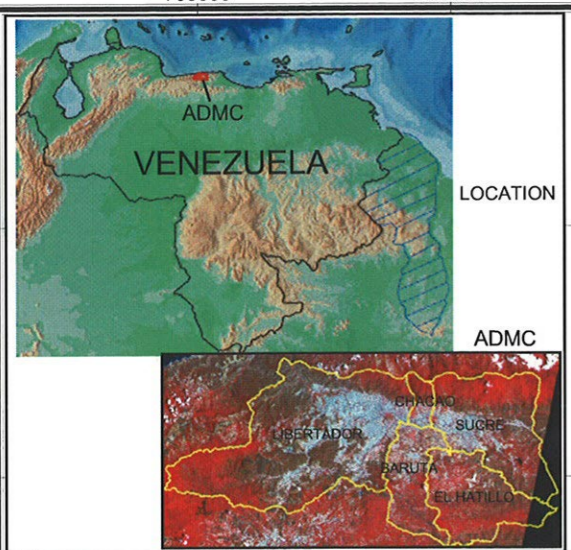 ADMC
VENEZUELA
LOCATION
ADMC
CHACAO
LIBERTADOR
SUCRE
BARUTA
EL HATILLO